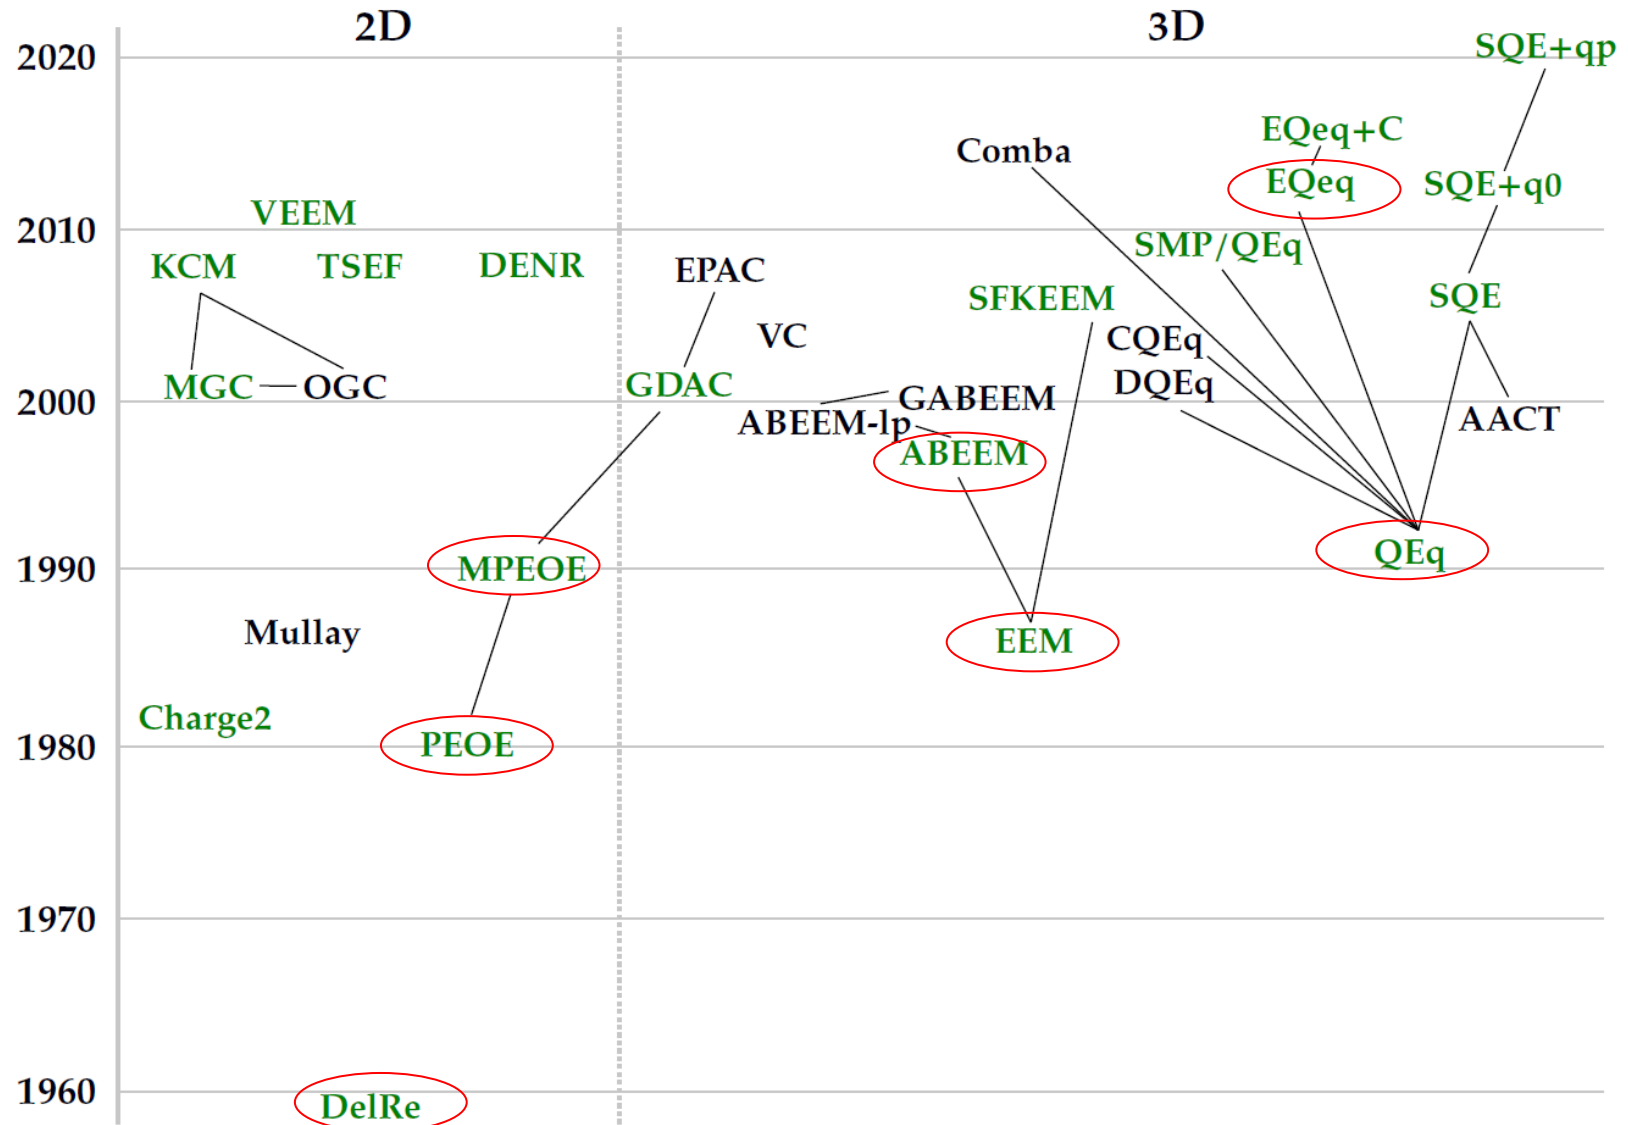 2D
3D
2020
SQE+qp
EQeq+C
Comba
EQeq
SQE+q0
VEEM
2010
SMP/QEq
KCM
TSEF
DENR
EPAC
SFKEEM
SQE
VC
CQEq
DQEq
MGC
OGC
GDAC
2000
GABEEM
ABEEM-lp
AACT
ABEEM
QEq
1990
MPEOE
Mullay
EEM
Charge2
1980
PEOE
1970
1960
DelRe